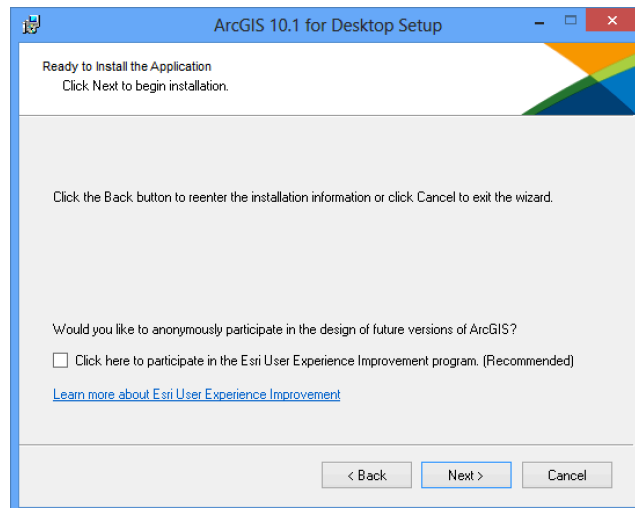 ArcGIS 10.1 for Desktop Setup
Ready to Install the Application
Click Next to begin installation.
Click the Back button to reenter the installation information or click Cancel to exit the wizard.
Would you like to anonymously participate in the design of future versions of ArcGIS?
Click here to participate in the Esri User Experience Improvement program. (Recommended)
Learn more about Esri User Experience Improvement
< Back Next > Cancel